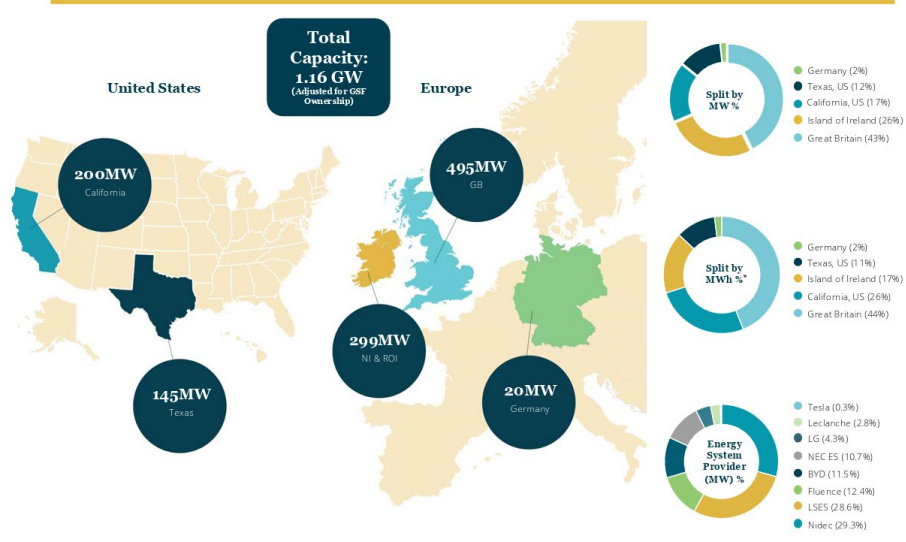 Total
Capacity:
1.16 GW
(Adjusted for GSF
Ownership)
United States
Europe
200MW
California
495MW
GB
299MW
NI & ROI
145MW
Texas
20MW
Germany
Split by
MW %
Germany (2%)
Texas, US (12%)
California, US (17%)
Island of Ireland (26%)
Great Britain (43%)
Split by
MWh %*
Germany (2%)
Texas, US (11%)
Island of Ireland (17%)
California, US (26%)
Great Britain (44%)
Energy
System
Provider
(MW) %
Tesla (0.3%)
Leclanche (2.8%)
LG (4.3%)
NEC ES (10.7%)
BYD (11.5%)
Fluence (12.4%)
LSES (28.6%)
Nidec (29.3%)